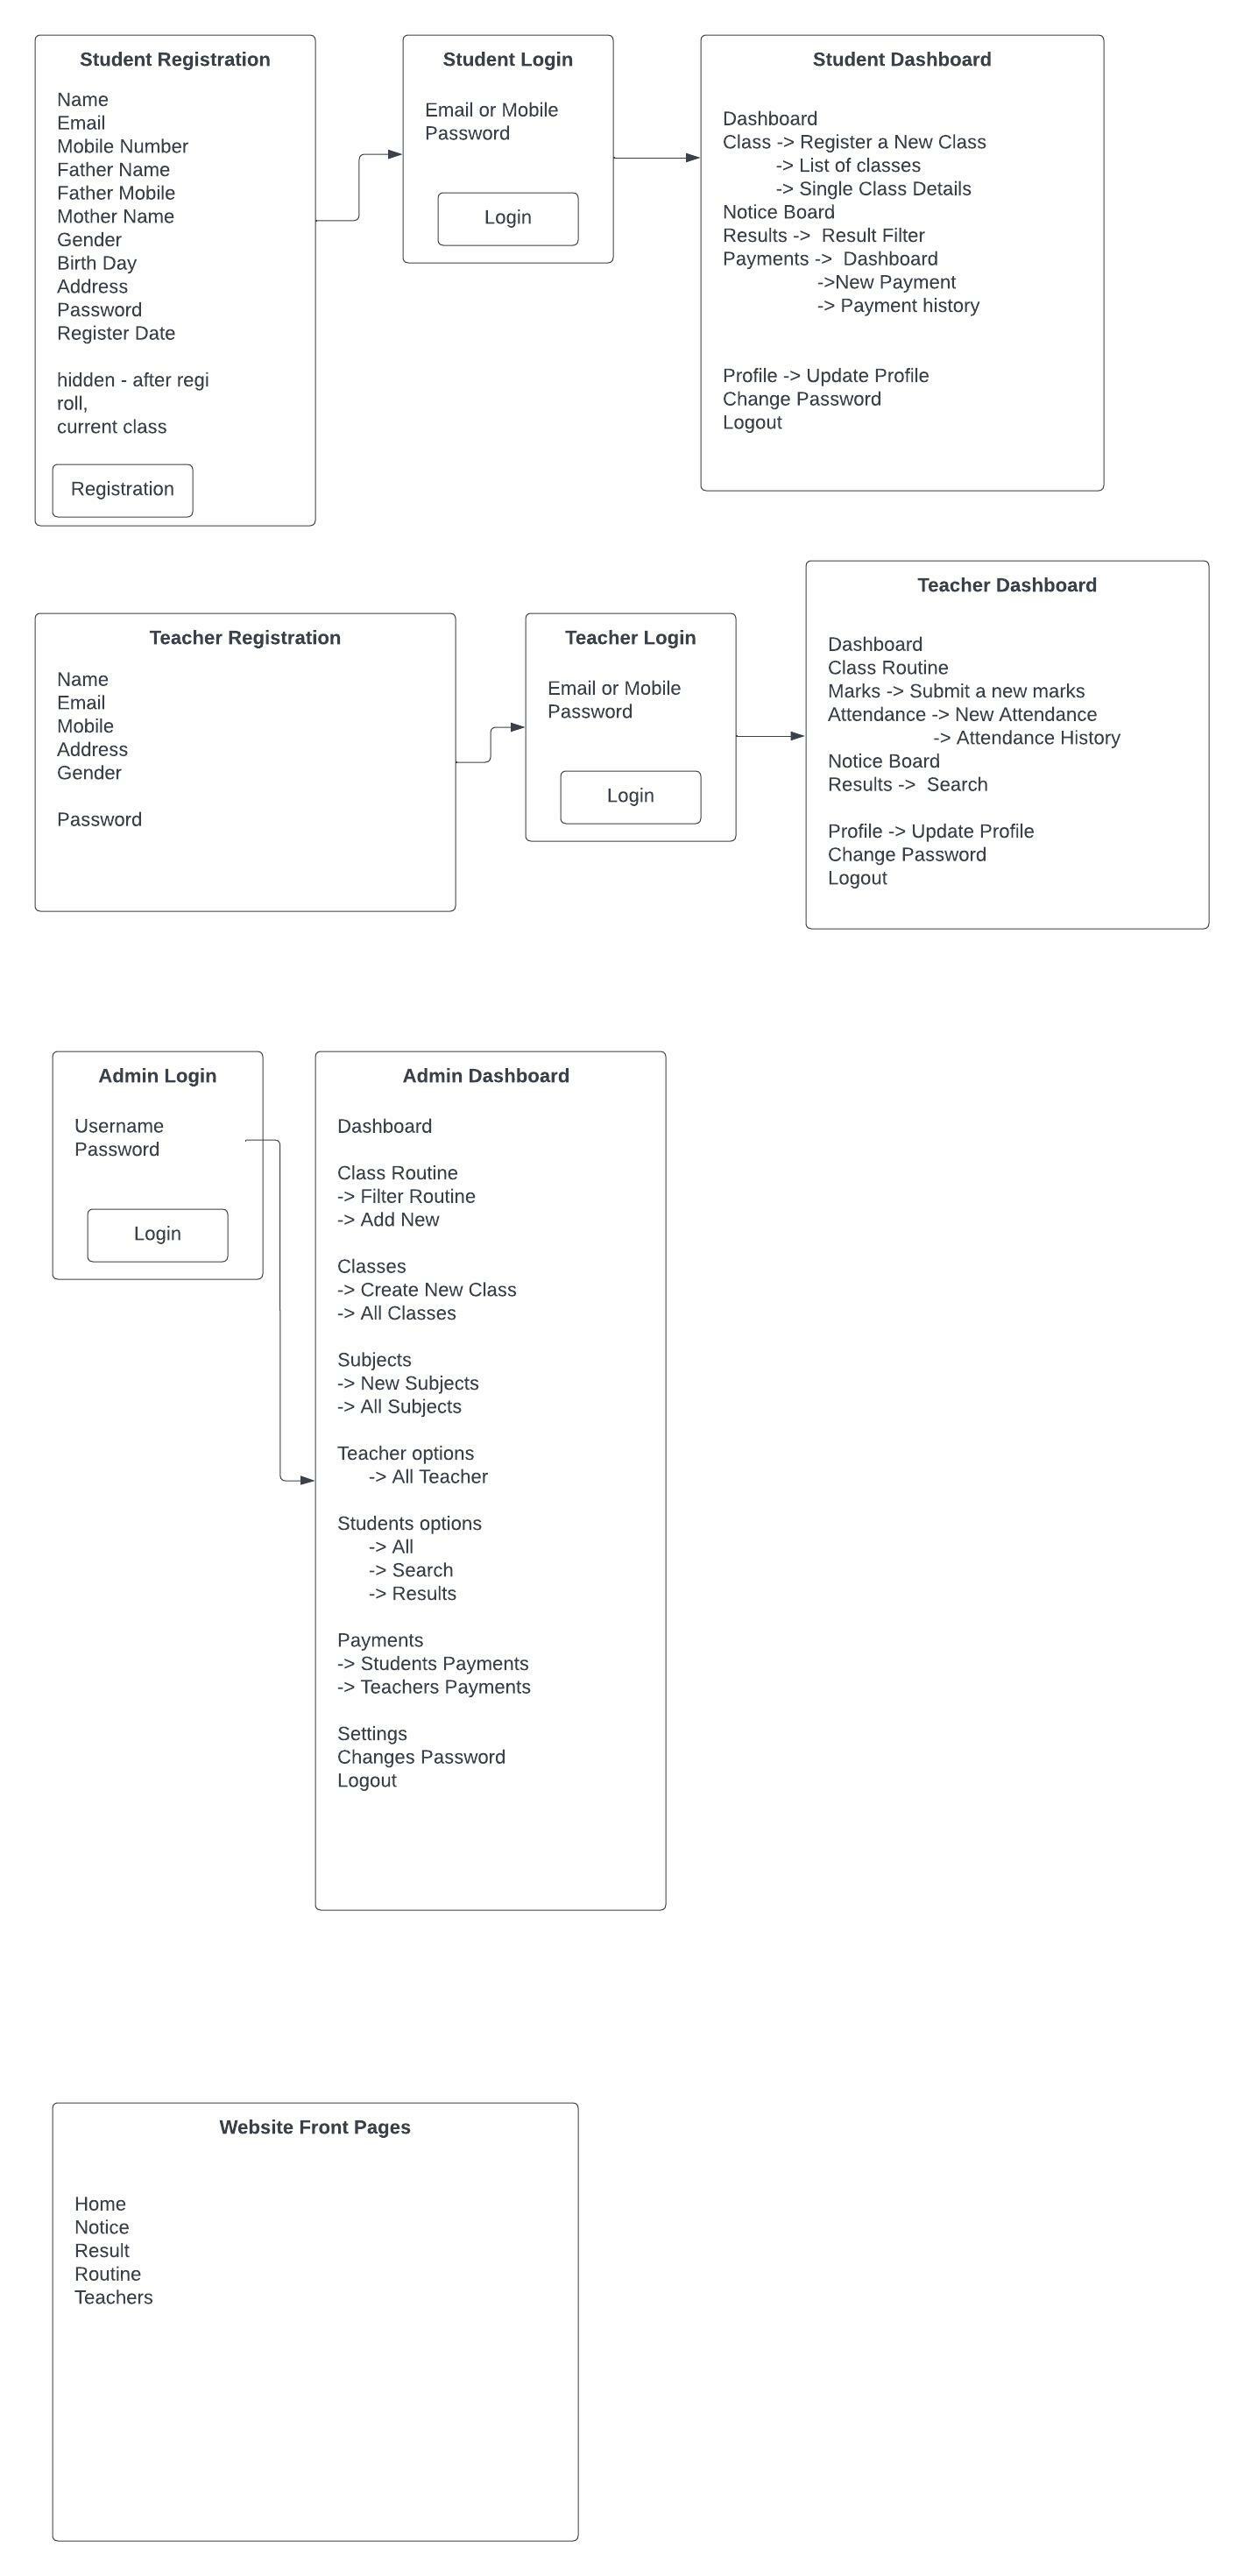 Student Registration
Name
Email
Mobile Number
Father Name
Father Mobile
Mother Name
Gender
Birth Day
Address
Password
Register Date
hidden - after regi
roll,
current class
Registration
Student Login
Email or Mobile
Password
Login
Student Dashboard
Dashboard
Class -> Register a New Class
-> List of classes
-> Single Class Details
Notice Board
Results -> Result Filter
Payments -> Dashboard
->New Payment
-> Payment history
Profile -> Update Profile
Change Password
Logout
Teacher Registration
Name
Email
Mobile
Address
Gender
Password
Teacher Login
Email or Mobile
Password
Login
Teacher Dashboard
Dashboard
Class Routine
Marks -> Submit a new marks
Attendance -> New Attendance
-> Attendance History
Notice Board
Results -> Search
Profile -> Update Profile
Change Password
Logout
Admin Login
Username
Password
Login
Admin Dashboard
Dashboard
Class Routine
-> Filter Routine
-> Add New
Classes
-> Create New Class
-> All Classes
Subjects
-> New Subjects
-> All Subjects
Teacher options
-> All Teacher
Students options
-> All
-> Search
-> Results
Payments
-> Students Payments
-> Teachers Payments
Settings
Changes Password
Logout
Website Front Pages
Home
Notice
Result
Routine
Teachers